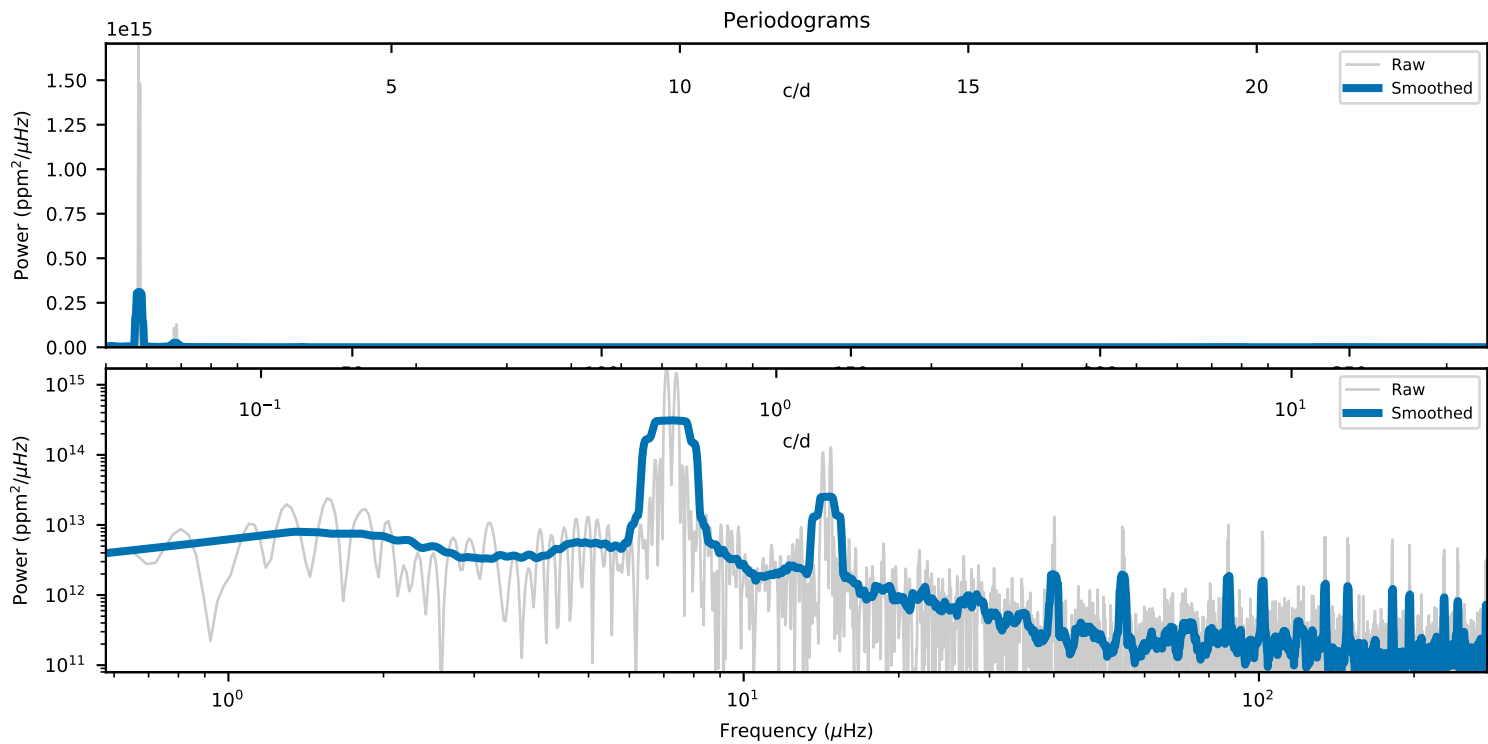 Periodograms
1e15
1.50
1.25
1.00
0.75
0.50
0.25
0.00
Power (ppm²/μHz)
5 10 15 20
c/d
Raw
Smoothed
10¹⁵
10¹⁴
10¹³
10¹²
10¹¹
Power (ppm²/μHz)
10⁻¹ 10⁰ 10¹
c/d
Raw
Smoothed
10⁰ 10¹ 10²
Frequency (μHz)